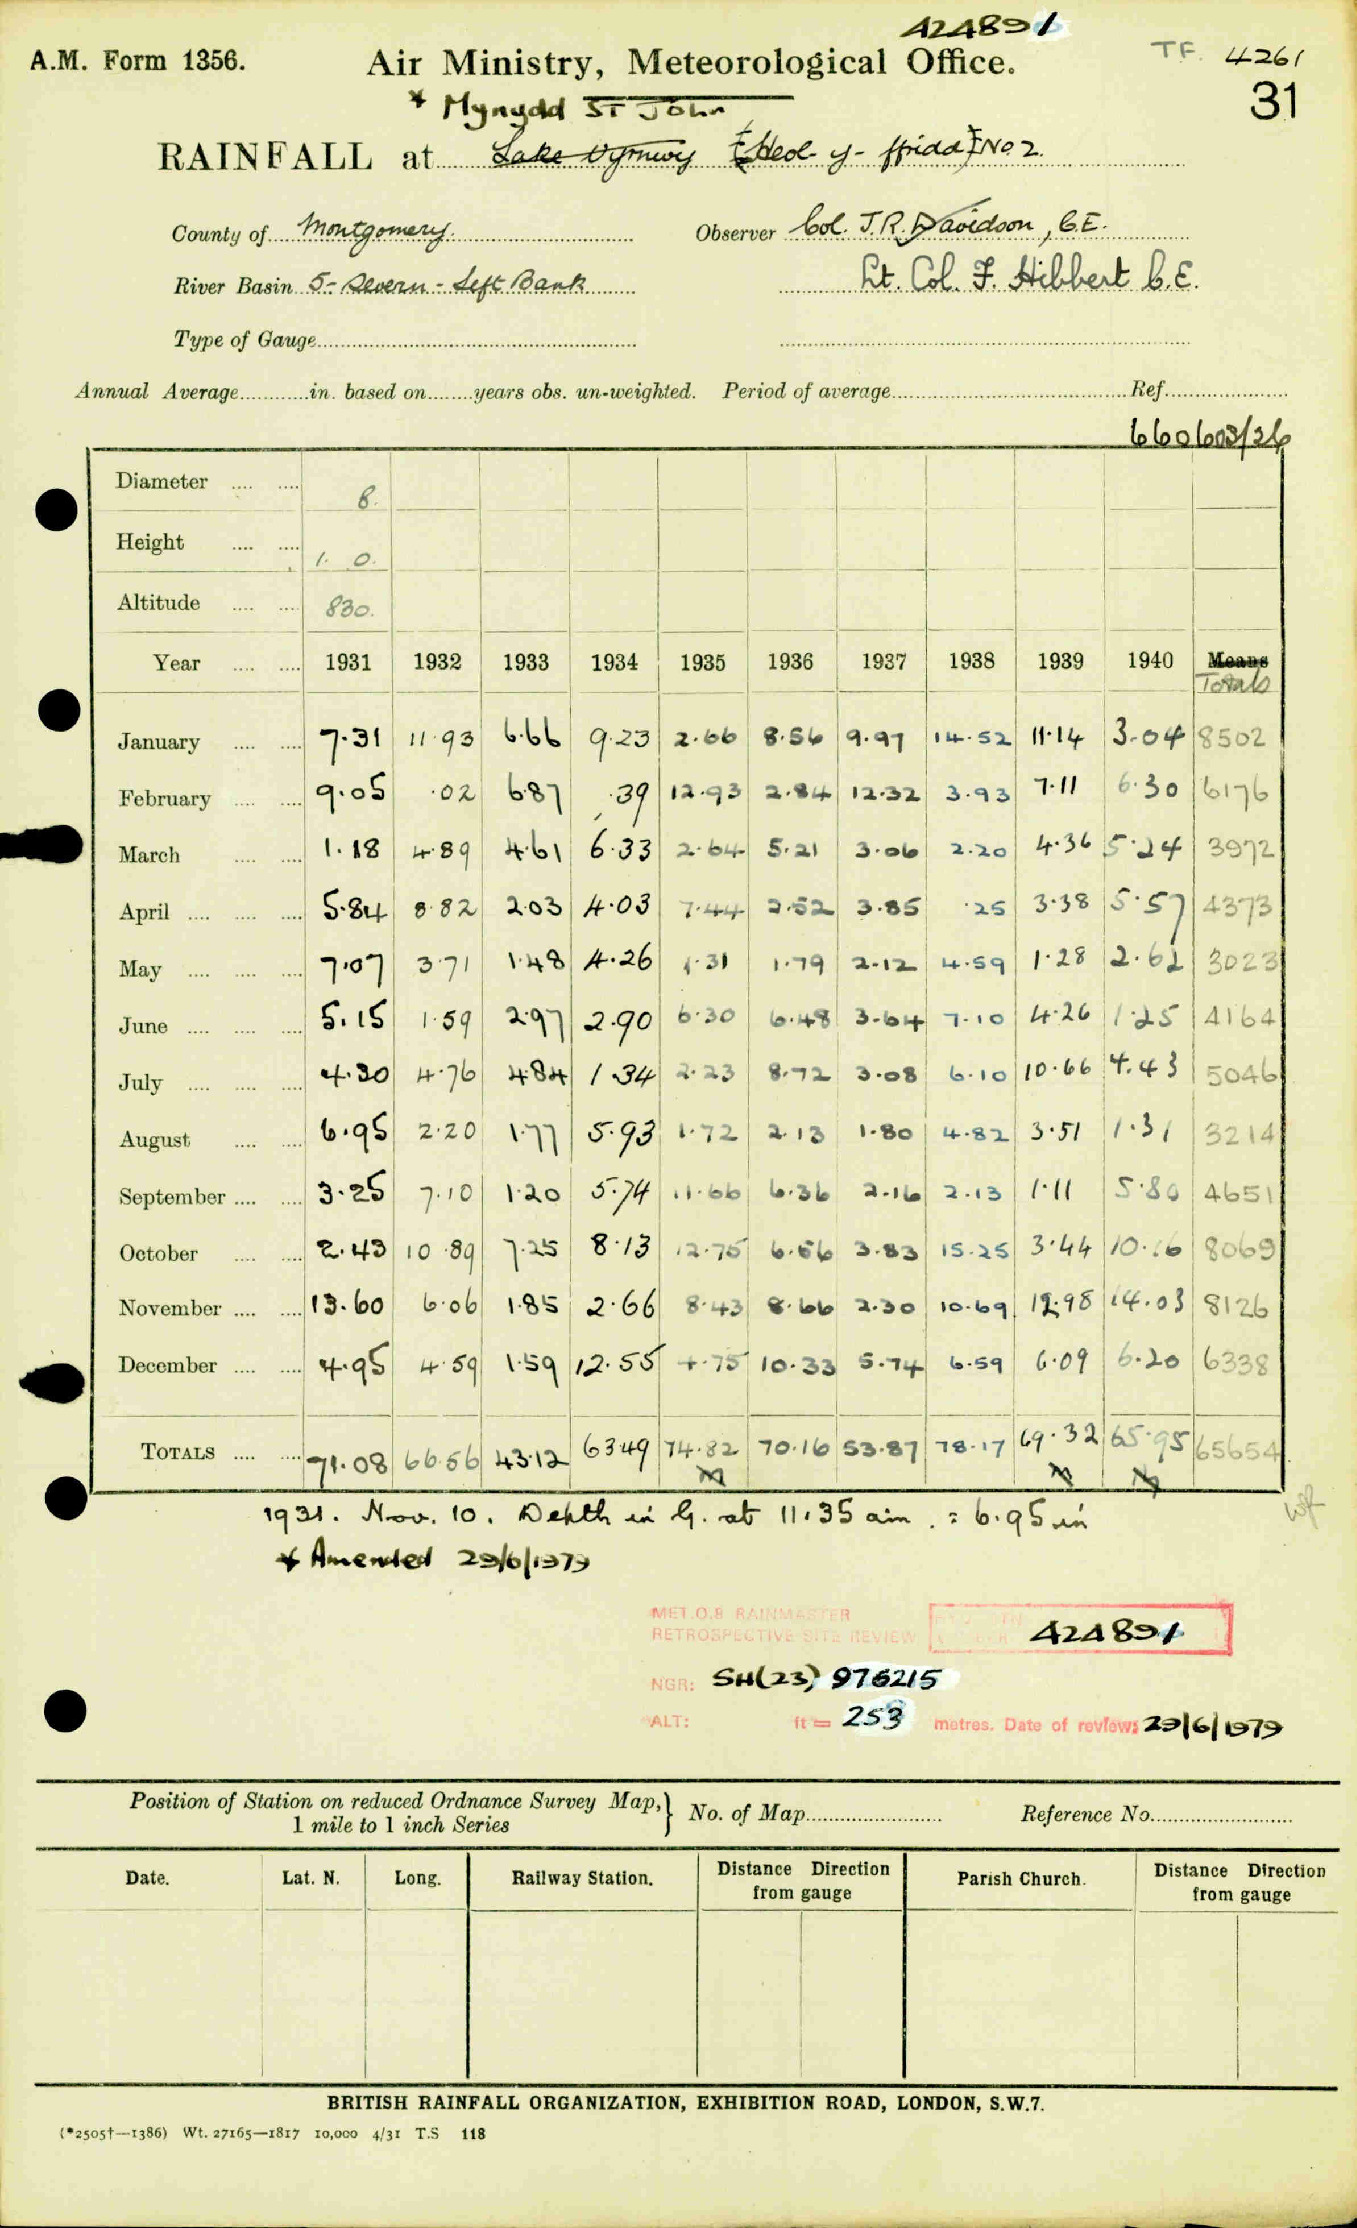 424891
A.M. Form 1356. Air Ministry, Meteorological Office. TF. 4261
31
* Mynydd St John
RAINFALL at Lake Vyrnwy (Heol-y-ffridd) No 2.
County of Montgomery. Observer Col. J.R. Davidson, C.E.
River Basin 5- Severn - Left Bank Lt. Col. F. Hibbert C.E.
Type of Gauge
Annual Average in. based on years obs. un-weighted. Period of average Ref.
660603/26
Diameter 8.
Height 1. 0.
Altitude 830.
Year 1931 1932 1933 1934 1935 1936 1937 1938 1939 1940 Means
Totals
January 7.31 11.93 6.66 9.23 2.66 8.56 9.97 14.52 11.14 3.04 8502
February 9.05 .02 6.87 .39 12.93 2.84 12.32 3.93 7.11 6.30 6176
March 1.18 4.89 4.61 6.33 2.64 5.21 3.06 2.20 4.36 5.24 3972
April 5.84 8.82 2.03 4.03 7.44 2.52 3.85 .25 3.38 5.57 4373
May 7.07 3.71 1.48 4.26 1.31 1.79 2.12 4.59 1.28 2.62 3023
June 5.15 1.59 2.97 2.90 6.30 6.48 3.64 7.10 4.26 1.25 4164
July 4.30 4.76 4.84 1.34 2.23 8.72 3.08 6.10 10.66 4.43 5046
August 6.95 2.20 1.77 5.93 1.72 2.13 1.80 4.82 3.51 1.31 3214
September 3.25 7.10 1.20 5.74 11.66 6.36 2.16 2.13 1.11 5.80 4651
October 2.43 10.89 7.25 8.13 12.75 6.56 3.83 15.25 3.44 10.16 8069
November 13.60 6.06 1.85 2.66 8.43 8.66 2.30 10.69 12.98 14.03 8126
December 4.95 4.59 1.59 12.55 4.75 10.33 5.74 6.59 6.09 6.20 6338
TOTALS 71.08 66.56 43.12 63.49 74.82 70.16 53.87 78.17 69.32 65.95 65654
1931. Nov. 10. Depth in G. at 11.35 am. = 6.95 in
* Amended 29/6/1979
MET.O.8 RAINMASTER
RETROSPECTIVE SITE REVIEW 424891
NGR: SH(23) 976215
ALT: ft = 253 metres. Date of review: 29/6/1979
Position of Station on reduced Ordnance Survey Map,} No. of Map Reference No.
1 mile to 1 inch Series
Date. Lat. N. Long. Railway Station. Distance Direction from gauge Parish Church. Distance Direction from gauge
BRITISH RAINFALL ORGANIZATION, EXHIBITION ROAD, LONDON, S.W.7.
(*2505†—1386) Wt. 27165—1817 10,000 4/31 T.S 118